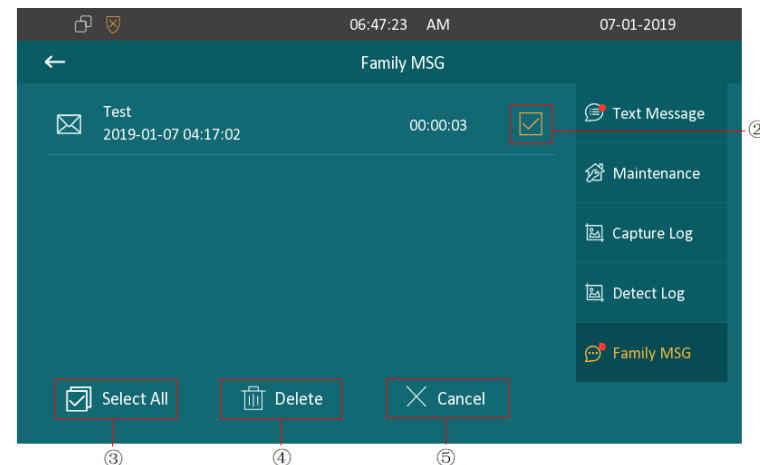 06:47:23 AM 07-01-2019
Family MSG
Test
2019-01-07 04:17:02
00:00:03
②
Text Message
Maintenance
Capture Log
Detect Log
Family MSG
Select All
Delete
Cancel
③
④
⑤